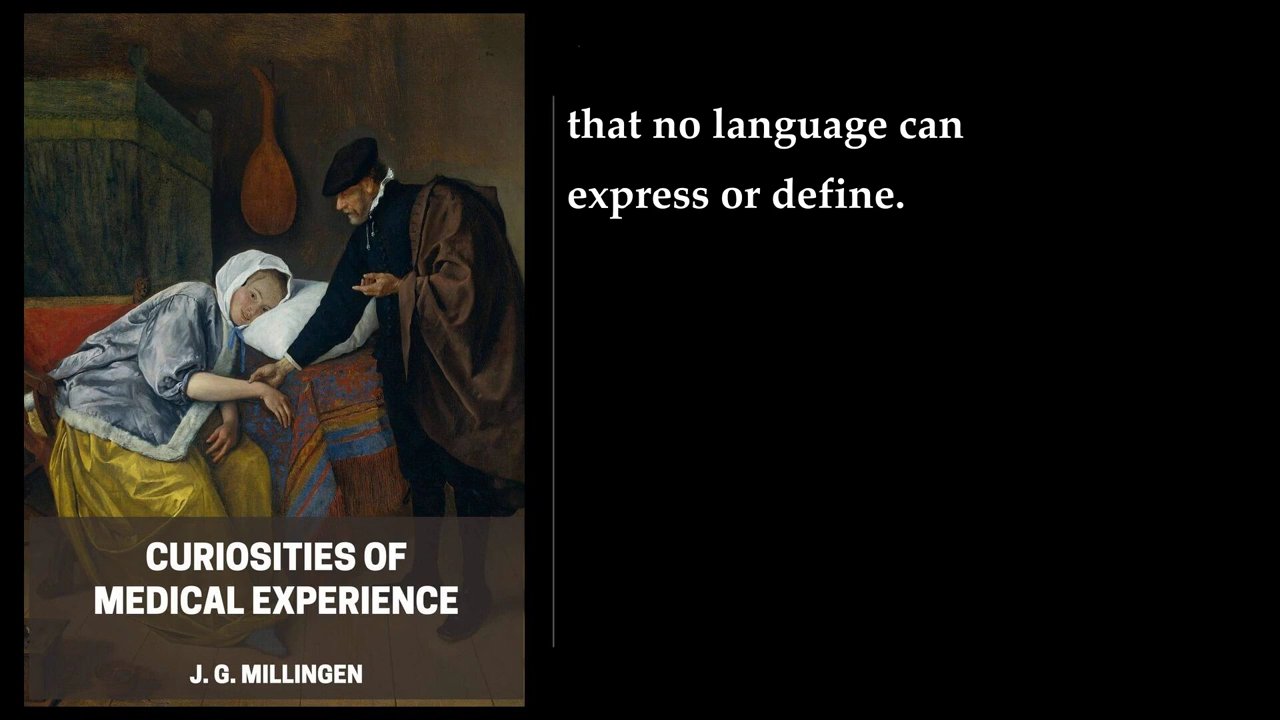 that no language can
express or define.
CURIOSITIES OF
MEDICAL EXPERIENCE
J. G. MILLINGEN